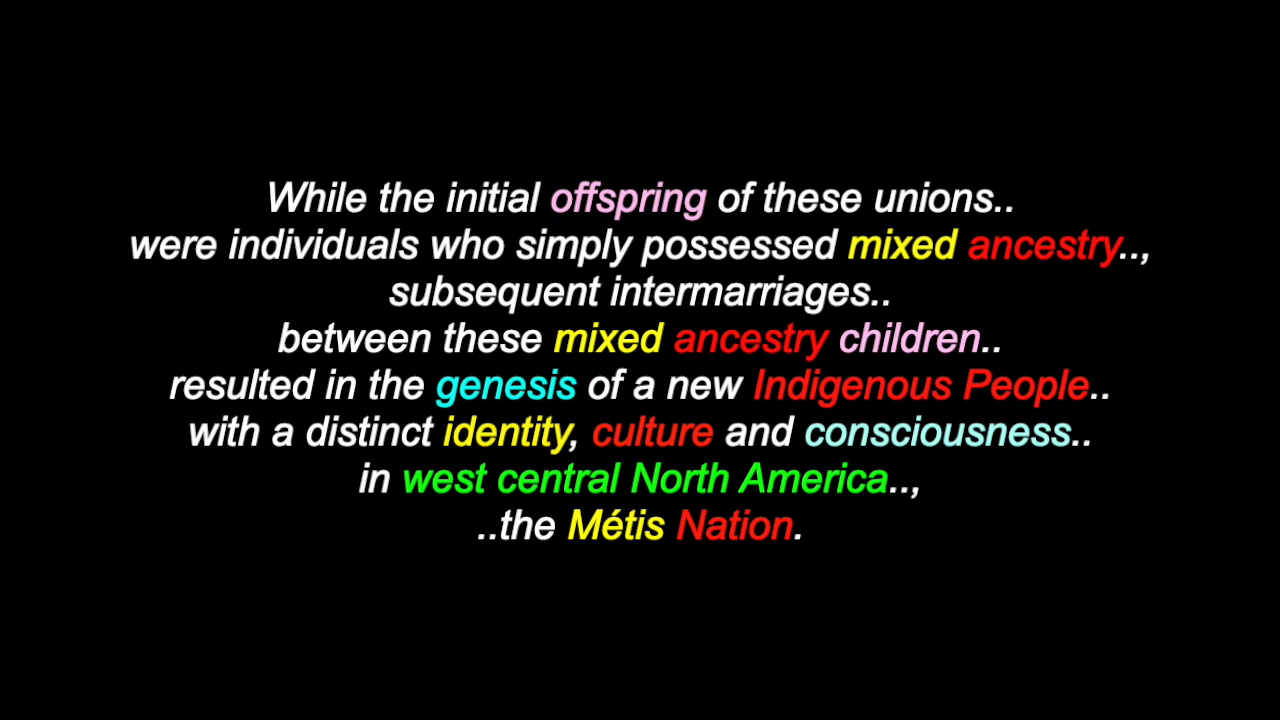 While the initial offspring of these unions..
were individuals who simply possessed mixed ancestry..,
subsequent intermarriages..
between these mixed ancestry children..
resulted in the genesis of a new Indigenous People..
with a distinct identity, culture and consciousness..
in west central North America..,
..the Métis Nation.